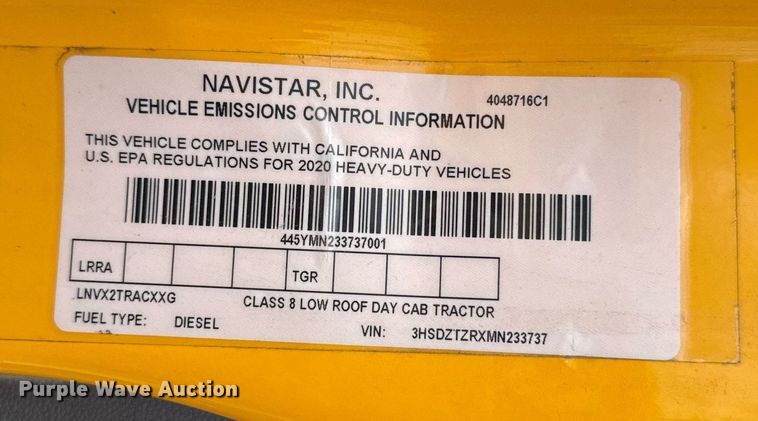 NAVISTAR, INC.
4048716C1
VEHICLE EMISSIONS CONTROL INFORMATION
THIS VEHICLE COMPLIES WITH CALIFORNIA AND
U.S. EPA REGULATIONS FOR 2020 HEAVY-DUTY VEHICLES
445YMN233737001
LRRA TGR
LNVX2TRACXXG CLASS 8 LOW ROOF DAY CAB TRACTOR
FUEL TYPE: DIESEL VIN: 3HSDZTZRXMN233737
Purple Wave Auction